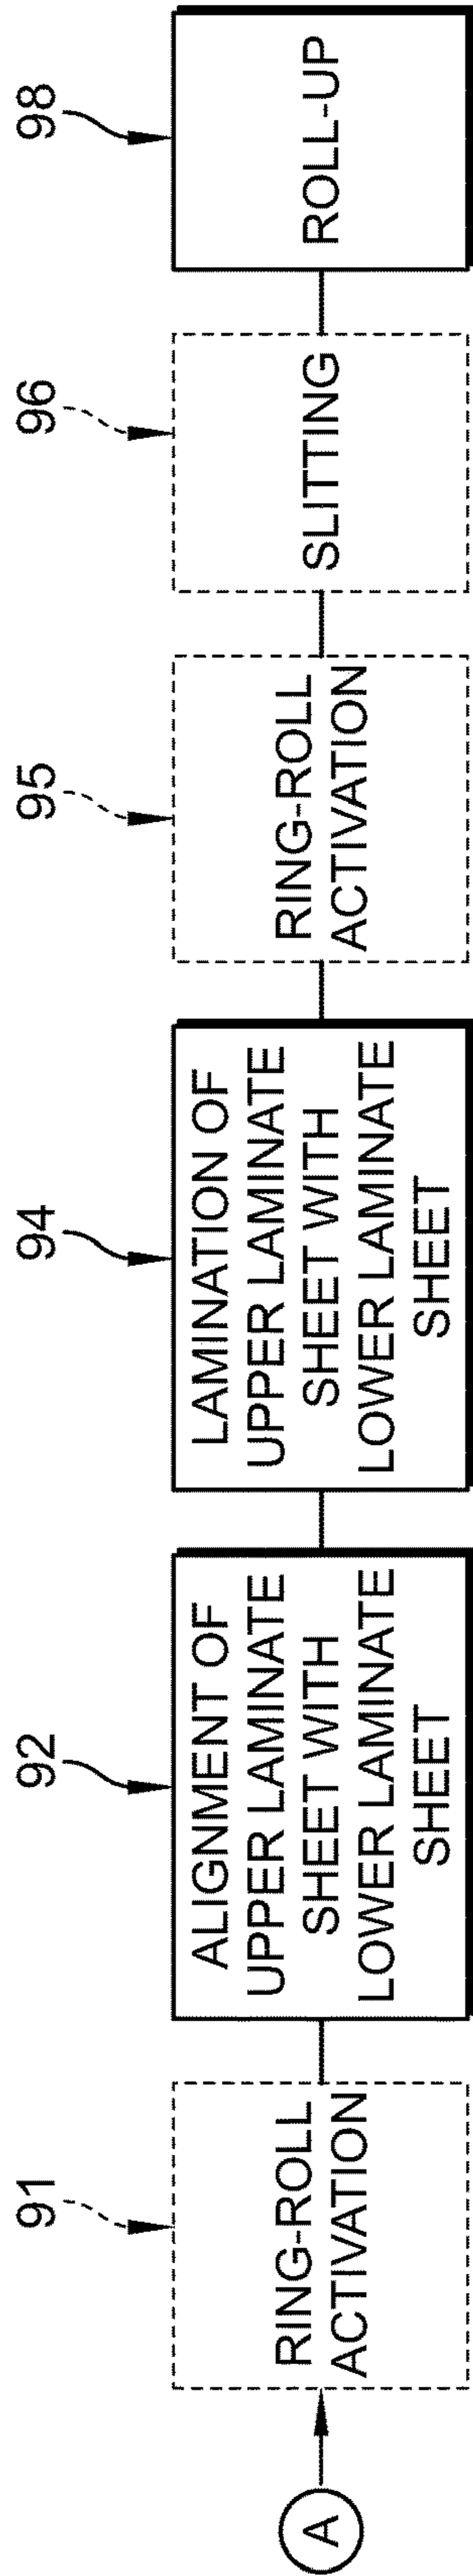 A
91
RING-ROLL
ACTIVATION
92
ALIGNMENT OF
UPPER LAMINATE
SHEET WITH
LOWER LAMINATE
SHEET
94
LAMINATION OF
UPPER LAMINATE
SHEET WITH
LOWER LAMINATE
SHEET
95
RING-ROLL
ACTIVATION
96
SLITTING
98
ROLL-UP